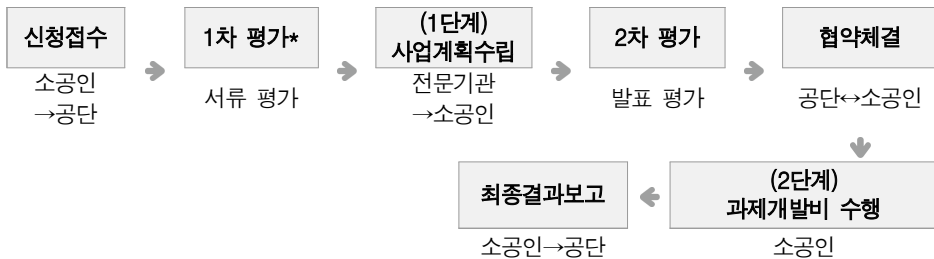 신청접수
소공인
→공단
1차 평가*
서류 평가
(1단계)
사업계획수립
전문기관
→소공인
2차 평가
발표 평가
협약체결
공단↔소공인
(2단계)
과제개발비 수행
소공인
최종결과보고
소공인→공단